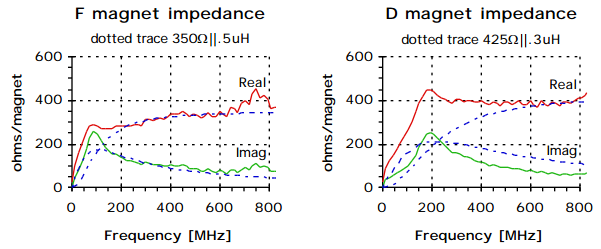 F magnet impedance
dotted trace 350Ω||.5uH
600
400
200
0
ohms/magnet
Real
Imag
0 200 400 600 800
Frequency [MHz]
D magnet impedance
dotted trace 425Ω||.3uH
600
400
200
0
ohms/magnet
Real
Imag
0 200 400 600 800
Frequency [MHz]